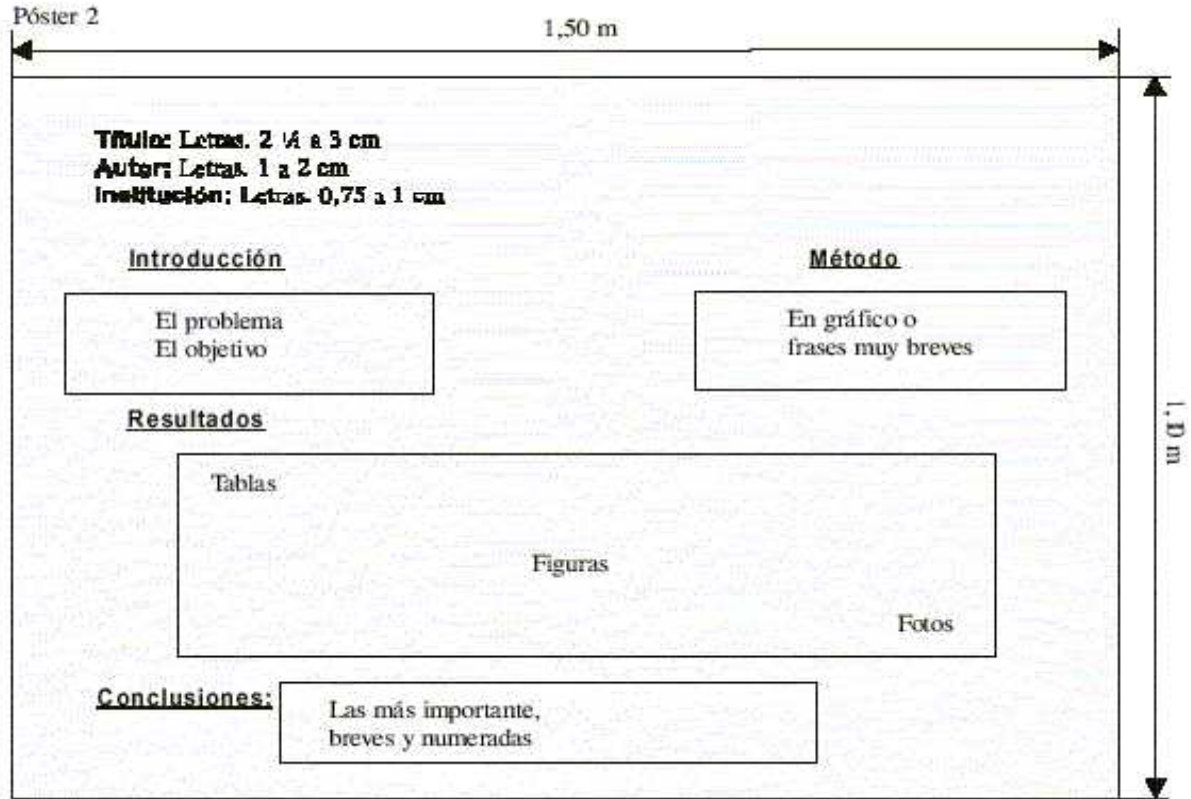 Póster 2
1,50 m
Título: Letras. 2 ½ a 3 cm
Autor: Letras. 1 a 2 cm
Institución: Letras. 0,75 a 1 cm
Introducción
Método
El problema
El objetivo
En gráfico o
frases muy breves
Resultados
Tablas
Figuras
Fotos
Conclusiones:
Las más importante,
breves y numeradas
m